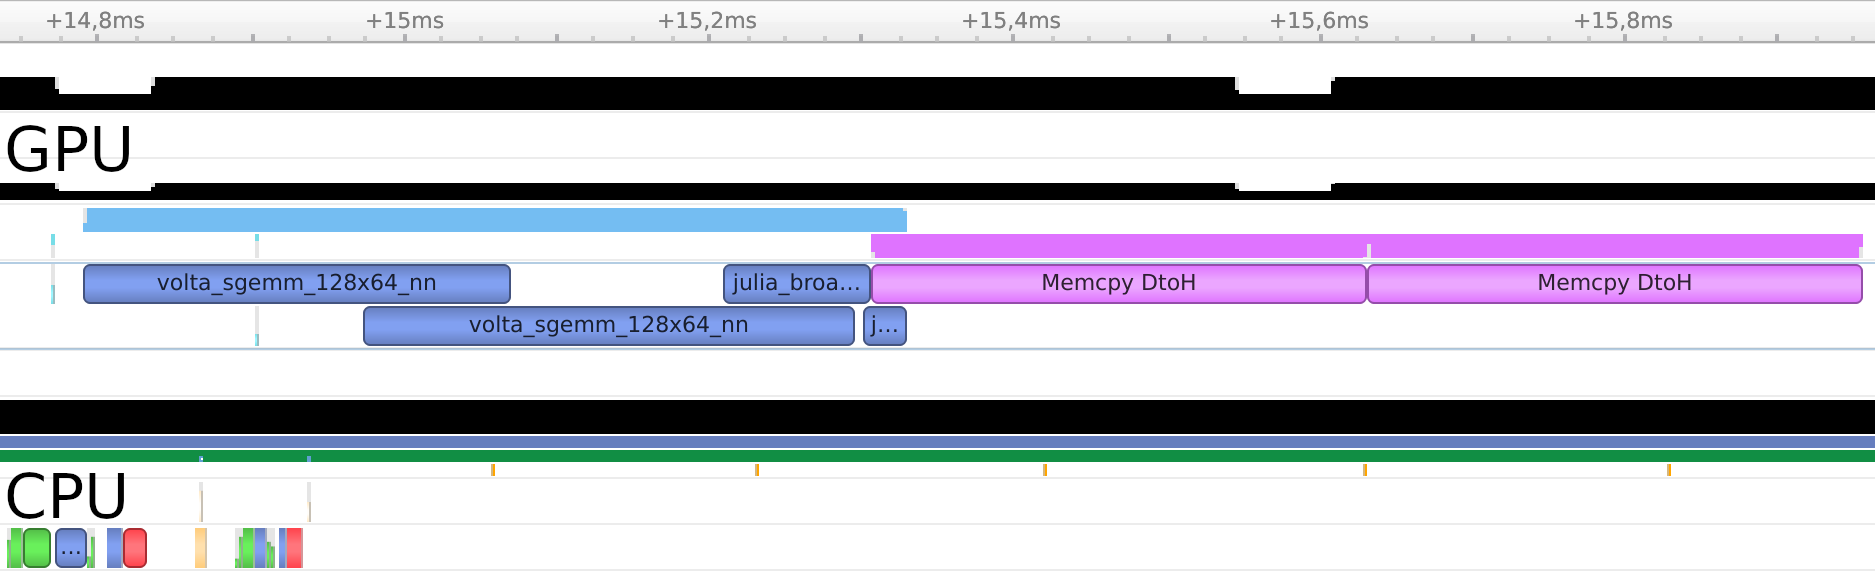 +14,8ms +15ms +15,2ms +15,4ms +15,6ms +15,8ms
GPU
volta_sgemm_128x64_nn julia_broa... Memcpy DtoH Memcpy DtoH
volta_sgemm_128x64_nn j...
CPU
...